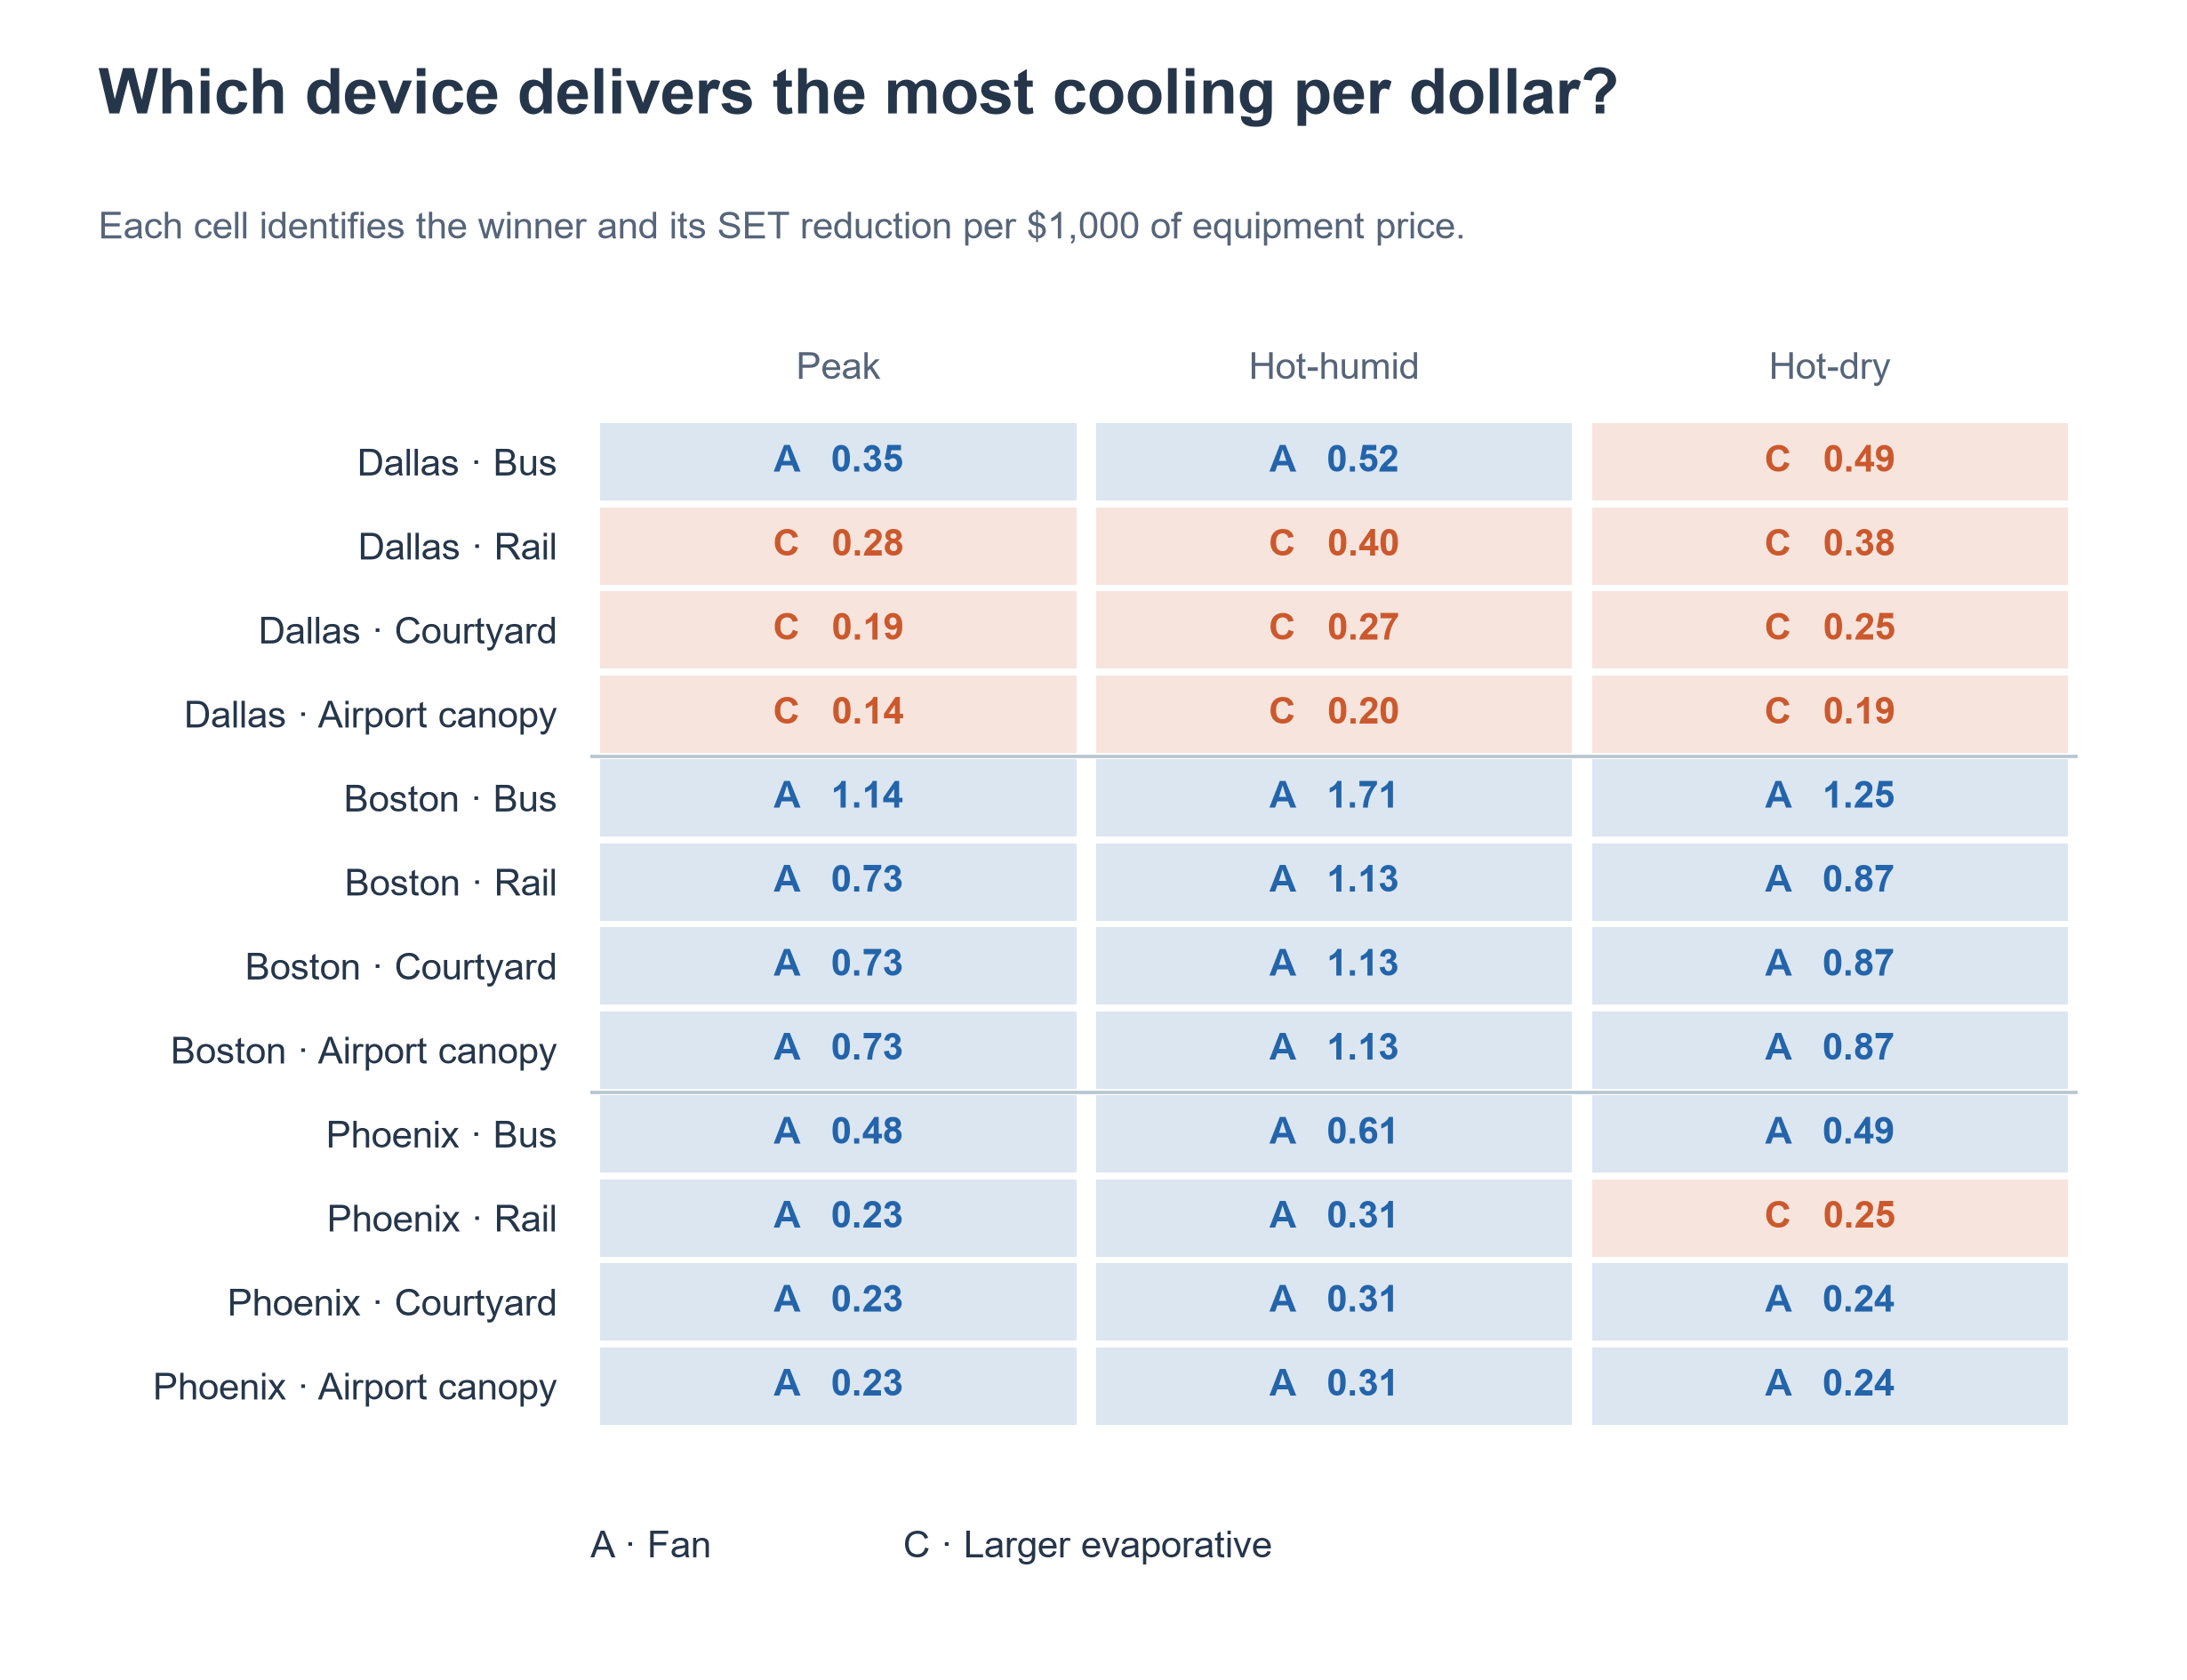 Which device delivers the most cooling per dollar?
Each cell identifies the winner and its SET reduction per $1,000 of equipment price.
Peak Hot-humid Hot-dry
Dallas · Bus A 0.35 A 0.52 C 0.49
Dallas · Rail C 0.28 C 0.40 C 0.38
Dallas · Courtyard C 0.19 C 0.27 C 0.25
Dallas · Airport canopy C 0.14 C 0.20 C 0.19
Boston · Bus A 1.14 A 1.71 A 1.25
Boston · Rail A 0.73 A 1.13 A 0.87
Boston · Courtyard A 0.73 A 1.13 A 0.87
Boston · Airport canopy A 0.73 A 1.13 A 0.87
Phoenix · Bus A 0.48 A 0.61 A 0.49
Phoenix · Rail A 0.23 A 0.31 C 0.25
Phoenix · Courtyard A 0.23 A 0.31 A 0.24
Phoenix · Airport canopy A 0.23 A 0.31 A 0.24
A · Fan C · Larger evaporative